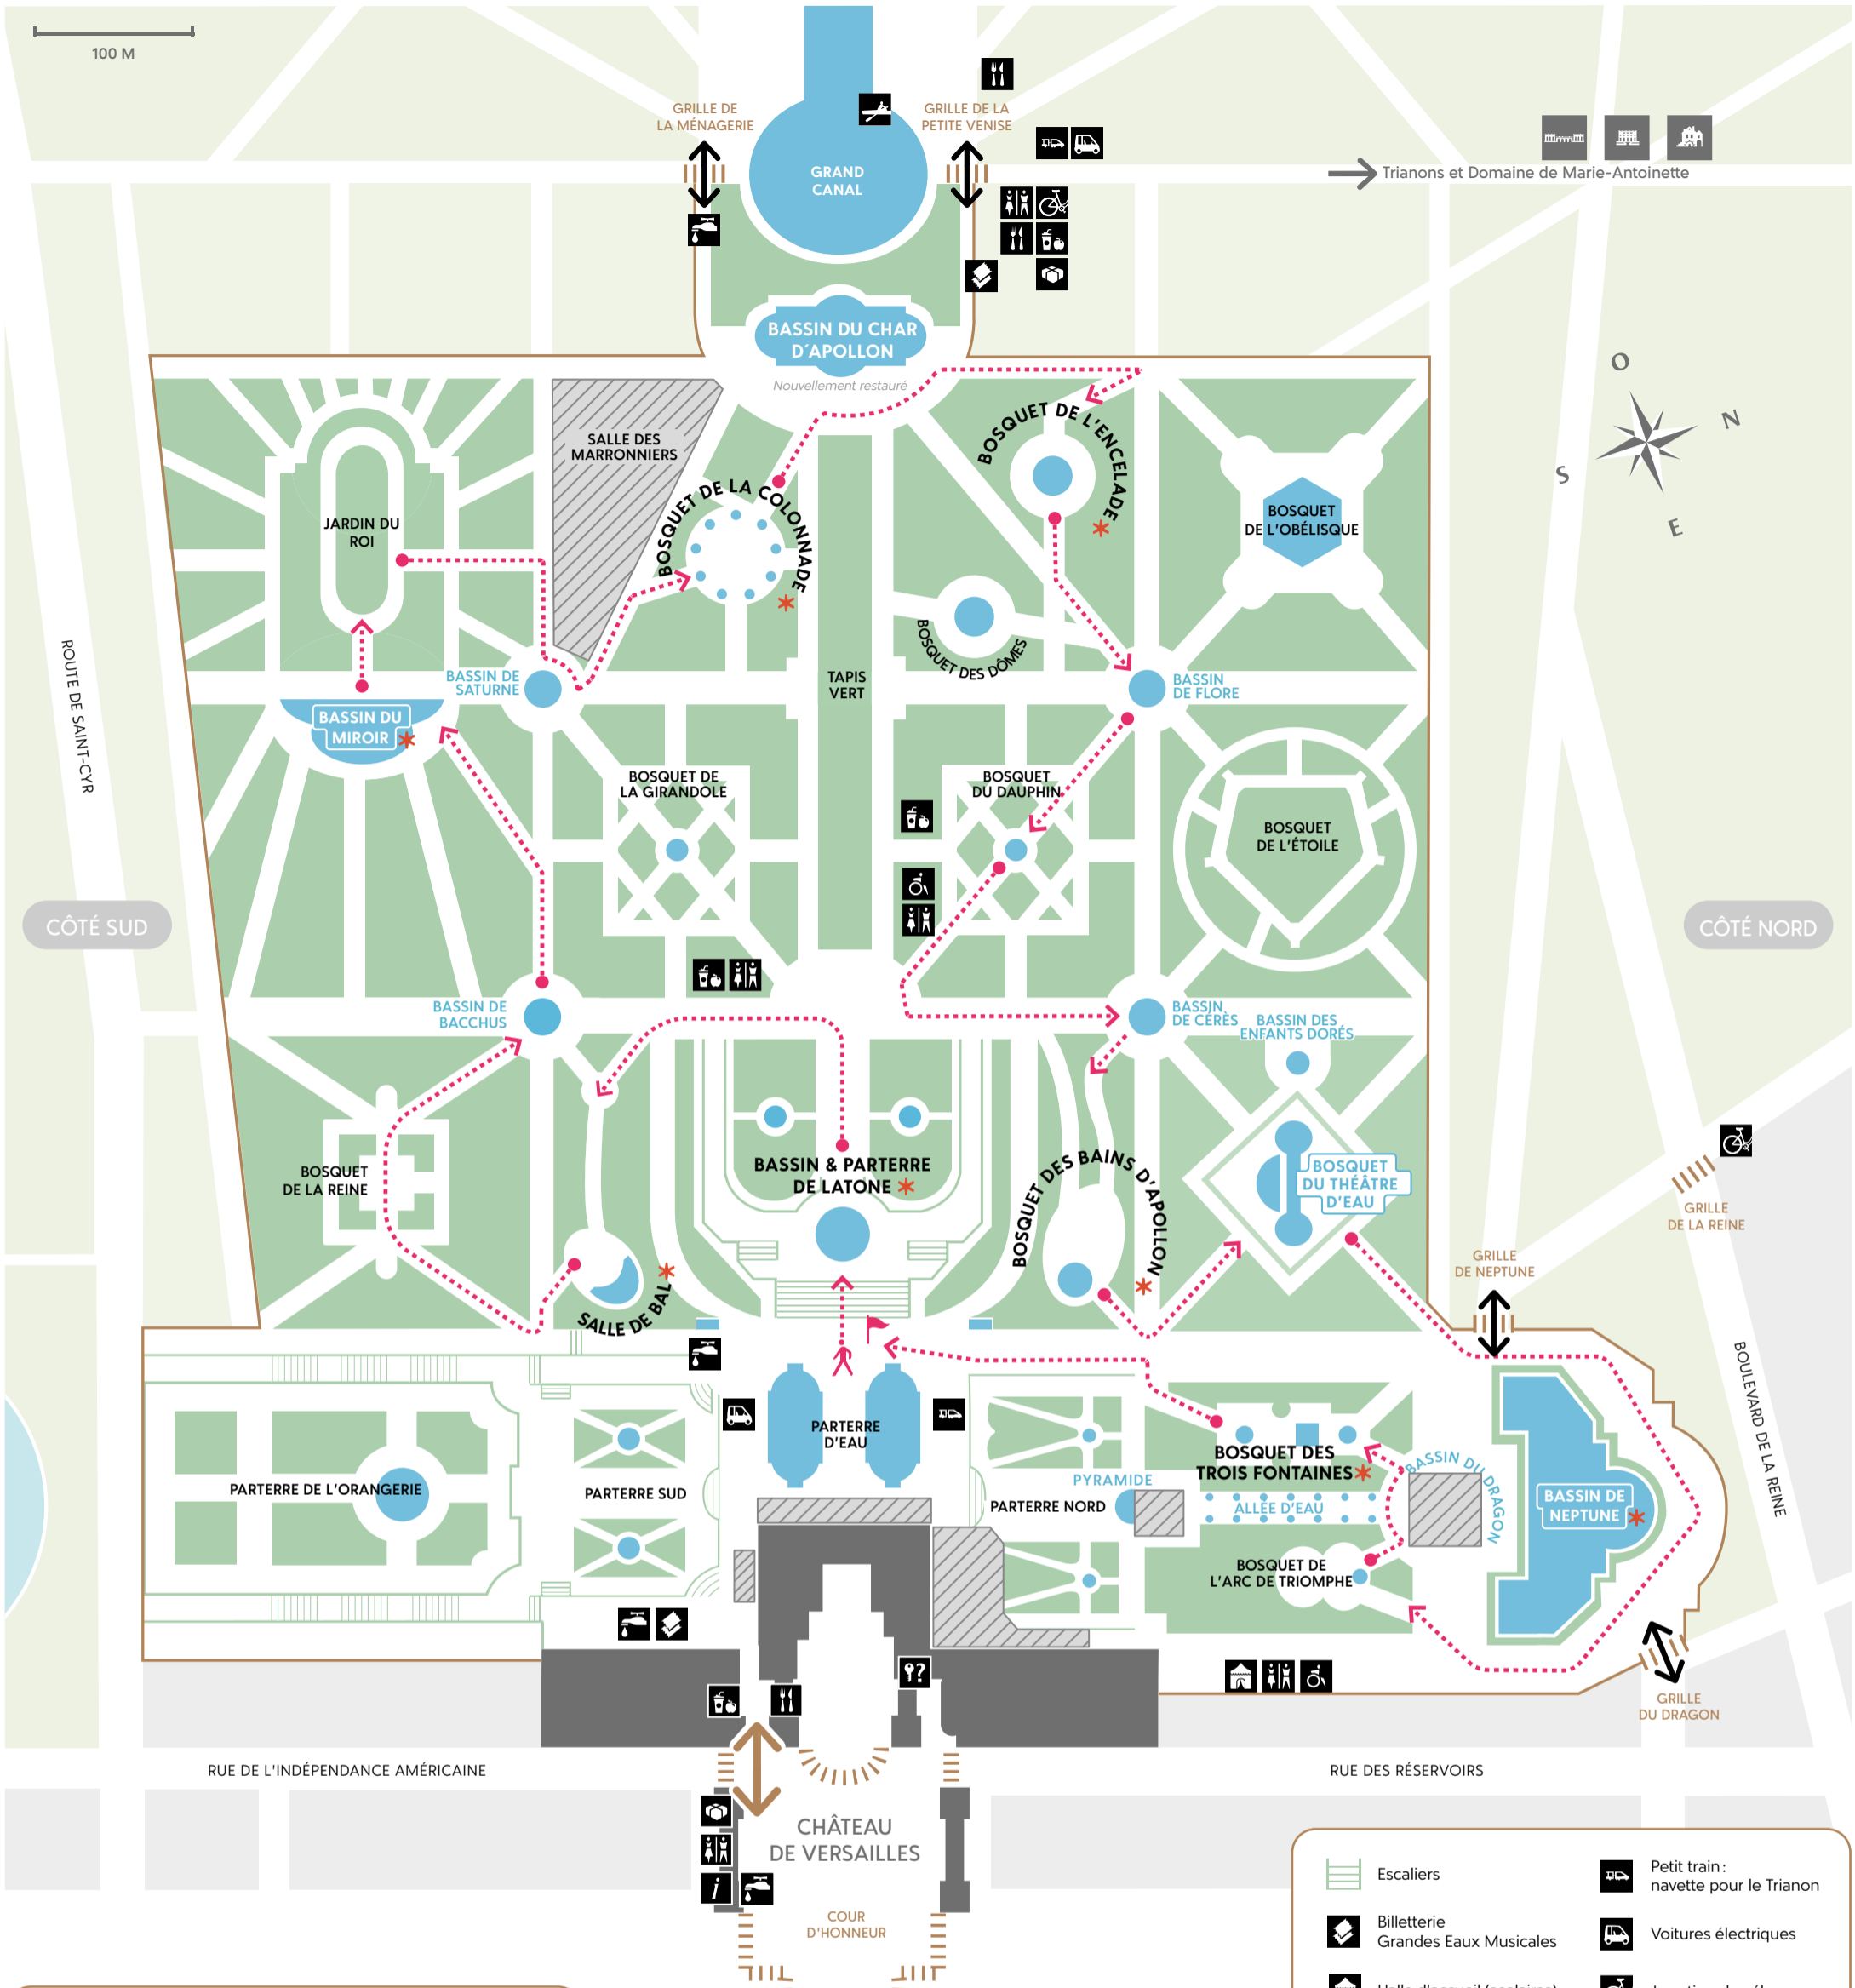 100 M
GRILLE DE
LA MÉNAGERIE
GRILLE DE LA
PETITE VENISE
GRAND
CANAL
Trianons et Domaine de Marie-Antoinette
BASSIN DU CHAR
D´APOLLON
Nouvellement restauré
O
N
S
E
SALLE DES
MARRONNIERS
BOSQUET DE LA COLONNADE
BOSQUET DE L'ENCELADE
JARDIN DU
ROI
BOSQUET
DE L'OBÉLISQUE
BOSQUET DES DÔMES
ROUTE DE SAINT-CYR
BASSIN DE
SATURNE
TAPIS
VERT
BASSIN
DE FLORE
BASSIN DU
MIROIR
BOSQUET DE
LA GIRANDOLE
BOSQUET
DU DAUPHIN
BOSQUET
DE L'ÉTOILE
CÔTÉ SUD
CÔTÉ NORD
BASSIN DE
BACCHUS
BASSIN
DE CÉRÈS
BASSIN DES
ENFANTS DORÉS
BOSQUET
DE LA REINE
BASSIN & PARTERRE
DE LATONE
BOSQUET DES BAINS D'APOLLON
BOSQUET
DU THÉÂTRE
D'EAU
GRILLE
DE LA REINE
GRILLE
DE NEPTUNE
SALLE DE BAL
BOULEVARD DE LA REINE
PARTERRE
D'EAU
BOSQUET DES
TROIS FONTAINES
BASSIN DU DRAGON
PARTERRE DE L'ORANGERIE
PARTERRE SUD
PYRAMIDE
PARTERRE NORD
ALLÉE D'EAU
BASSIN DE
NEPTUNE
BOSQUET DE
L'ARC DE TRIOMPHE
?
GRILLE
DU DRAGON
RUE DE L'INDÉPENDANCE AMÉRICAINE
RUE DES RÉSERVOIRS
CHÂTEAU
DE VERSAILLES
i
COUR
D'HONNEUR
Escaliers
Petit train :
navette pour le Trianon
Billetterie
Grandes Eaux Musicales
Voitures électriques